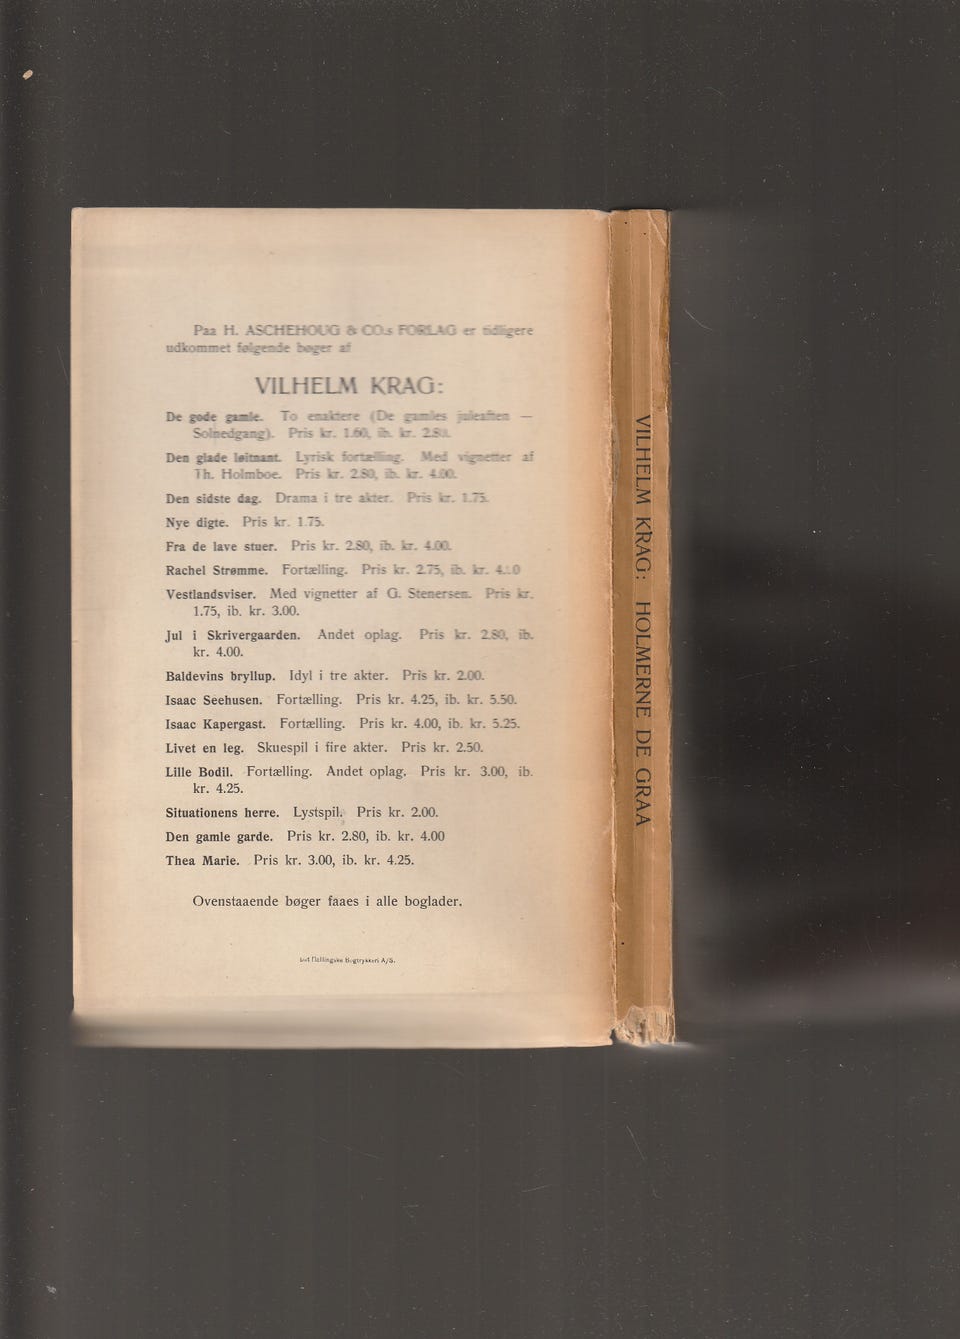 Paa H. ASCHEHOUG & CO.s FORLAG er tidligere
udkommet følgende bøger af
VILHELM KRAG:
De gode gamle. To enaktere (De gamles juleaften —
Solnedgang). Pris kr. 1.60, ib. kr. 2.80.
Den glade løitnant. Lyrisk fortælling. Med vignetter af
Th. Holmboe. Pris kr. 2.80, ib. kr. 4.00.
Den sidste dag. Drama i tre akter. Pris kr. 1.75.
Nye digte. Pris kr. 1.75.
Fra de lave stuer. Pris kr. 2.80, ib. kr. 4.00.
Rachel Strømme. Fortælling. Pris kr. 2.75, ib. kr.
Vestlandsviser. Med vignetter af G. Stenersen. Pris kr.
1.75, ib. kr. 3.00.
Jul i Skrivergaarden. Andet oplag. Pris kr. 2.80, ib.
kr. 4.00.
Baldevins bryllup. Idyl i tre akter. Pris kr. 2.00.
Isaac Seehusen. Fortælling. Pris kr. 4.25, ib. kr. 5.50.
Isaac Kapergast. Fortælling. Pris kr. 4.00, ib. kr. 5.25.
Livet en leg. Skuespil i fire akter. Pris kr. 2.50.
Lille Bodil. Fortælling. Andet oplag. Pris kr. 3.00, ib.
kr. 4.25.
Situationens herre. Lystspil. Pris kr. 2.00.
Den gamle garde. Pris kr. 2.80, ib. kr. 4.00
Thea Marie. Pris kr. 3.00, ib. kr. 4.25.
Ovenstaaende bøger faaes i alle boglader.
Bogtrykkeri A/S.
VILHELM KRAG: HOLMERNE DE GRAA